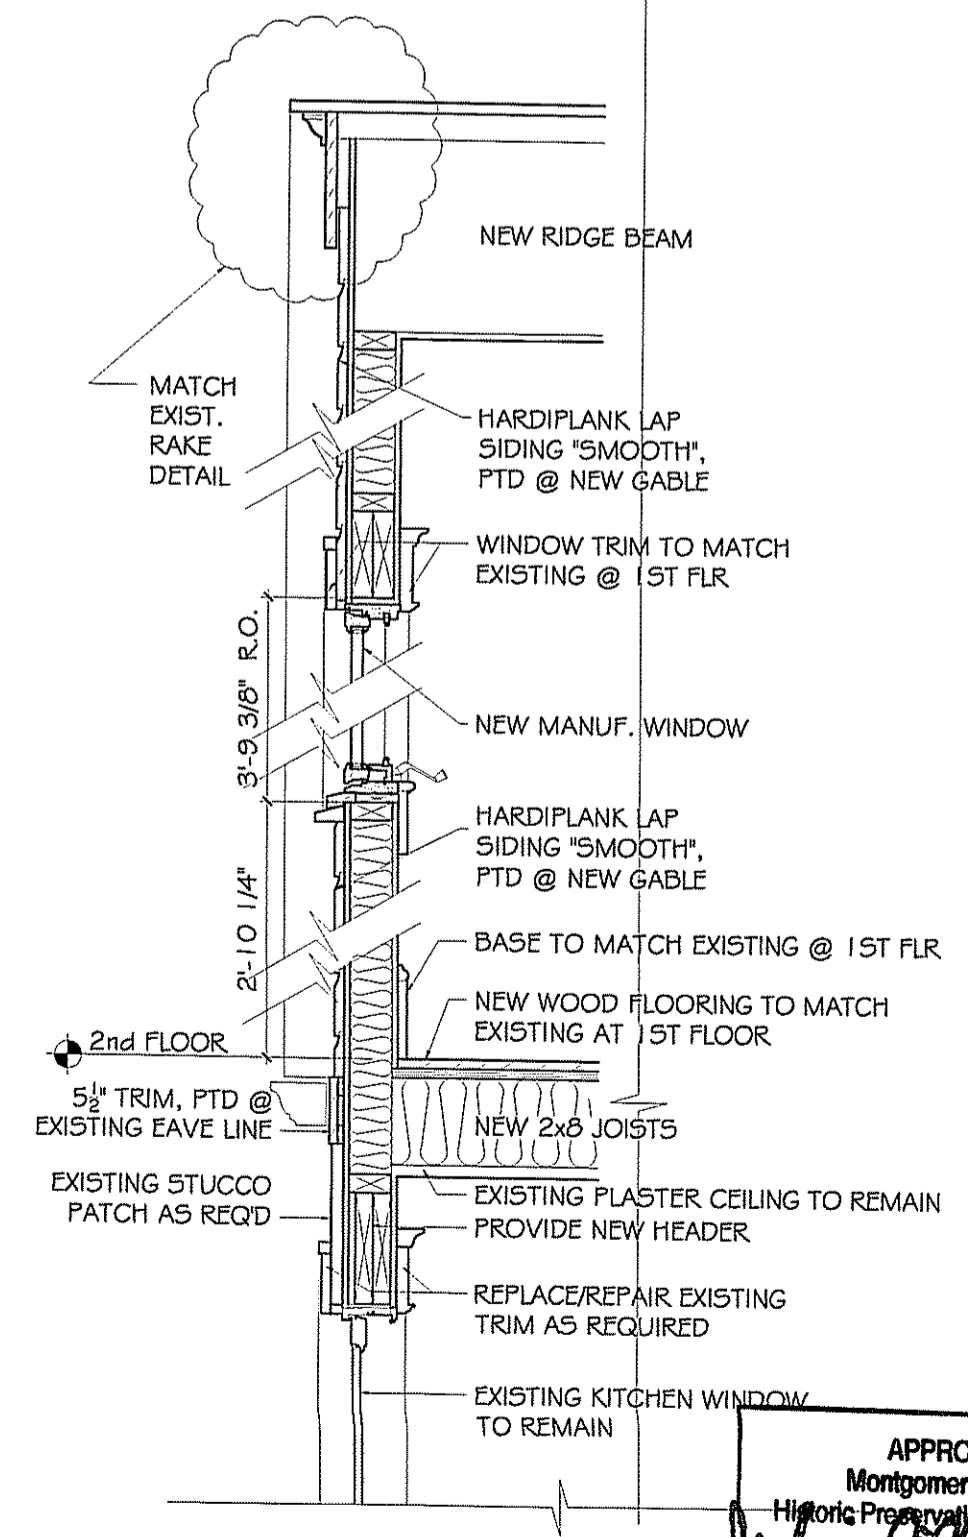 NEW RIDGE BEAM
MATCH
EXIST.
RAKE
DETAIL
HARDIPLANK LAP
SIDING "SMOOTH",
PTD @ NEW GABLE
WINDOW TRIM TO MATCH
EXISTING @ 1ST FLR
3'-9 3/8" R.O.
NEW MANUF. WINDOW
HARDIPLANK LAP
SIDING "SMOOTH",
PTD @ NEW GABLE
2'-10 1/4"
BASE TO MATCH EXISTING @ 1ST FLR
NEW WOOD FLOORING TO MATCH
EXISTING AT 1ST FLOOR
2nd FLOOR
5½" TRIM, PTD @
EXISTING EAVE LINE
NEW 2x8 JOISTS
EXISTING STUCCO
PATCH AS REQ'D
EXISTING PLASTER CEILING TO REMAIN
PROVIDE NEW HEADER
REPLACE/REPAIR EXISTING
TRIM AS REQUIRED
EXISTING KITCHEN WINDOW
TO REMAIN
APPRO
Montgomer
Historic Preservati